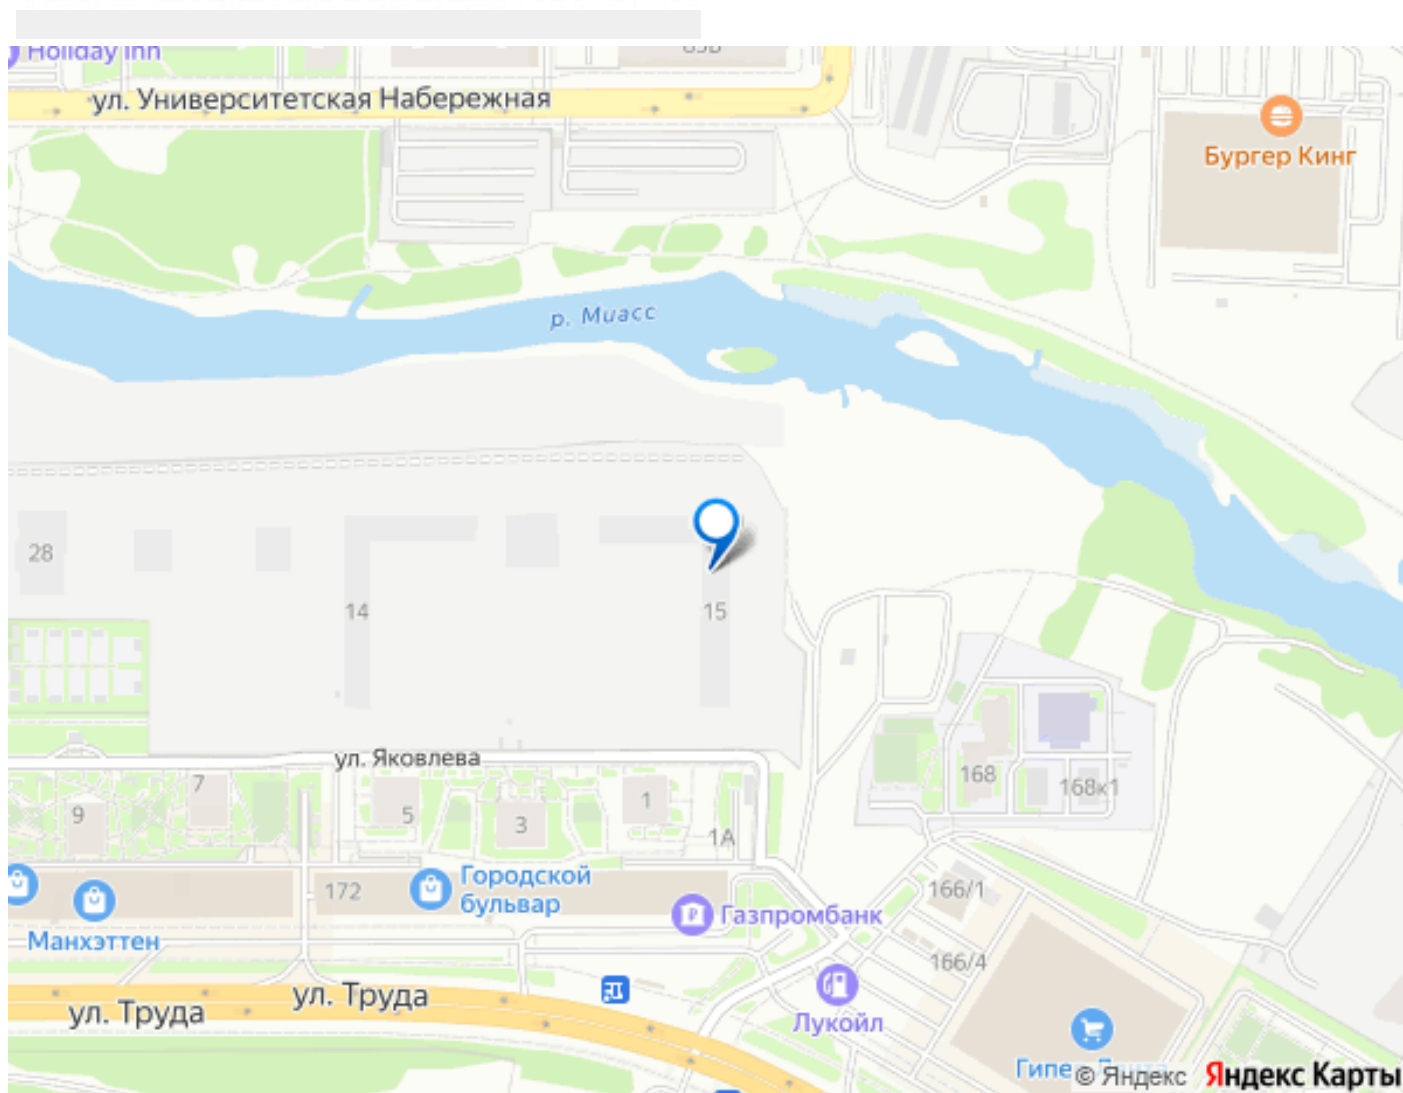 Holiday Inn
ул. Университетская Набережная
Бургер Кинг
р. Миасс
28
14
15
ул. Яковлева
168
168к1
7
9
5
3
1
1А
172
Городской
бульвар
166/1
Газпромбанк
Манхэттен
166/4
ул. Труда
ул. Труда
Лукойл
© Яндекс Яндекс Карты